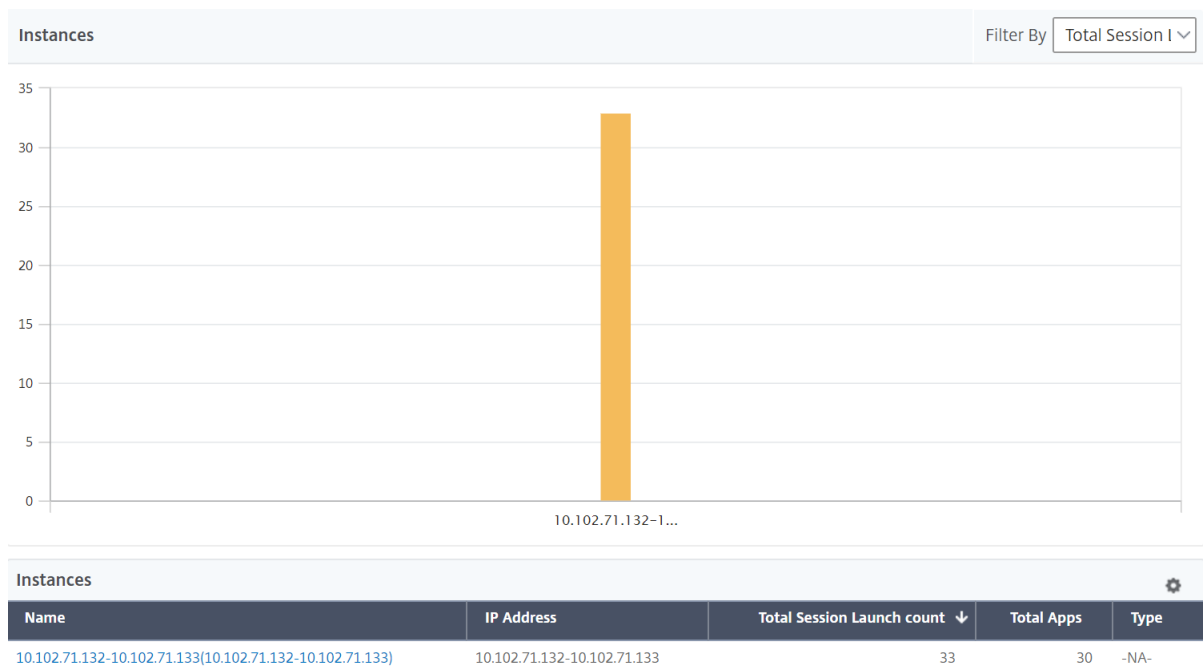 Instances
Filter By Total Session L
35
30
25
20
15
10
5
0
10.102.71.132-1...
Instances
Name IP Address Total Session Launch count Total Apps Type
10.102.71.132-10.102.71.133(10.102.71.132-10.102.71.133) 10.102.71.132-10.102.71.133 33 30 -NA-